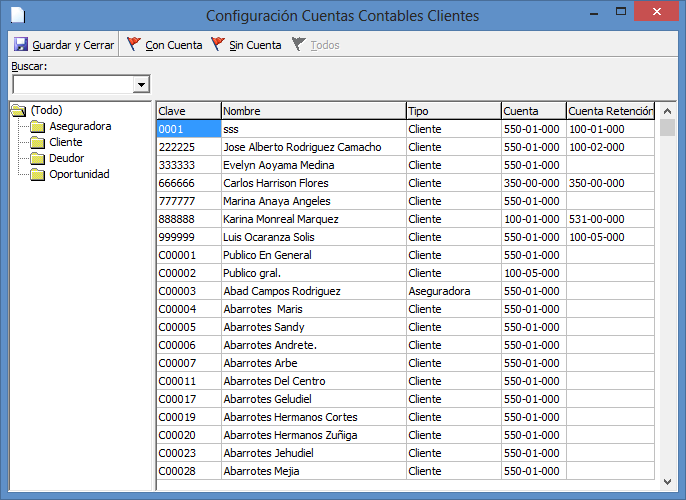 Configuración Cuentas Contables Clientes
Guardar y Cerrar Con Cuenta Sin Cuenta Todos
Buscar:
(Todo)
Aseguradora
Cliente
Deudor
Oportunidad
Clave Nombre Tipo Cuenta Cuenta Retención
0001 sss Cliente 550-01-000 100-01-000
222225 Jose Alberto Rodriguez Camacho Cliente 550-01-000 100-02-000
333333 Evelyn Aoyama Medina Cliente 550-01-000
666666 Carlos Harrison Flores Cliente 350-00-000 350-00-000
777777 Marina Anaya Angeles Cliente 550-01-000
888888 Karina Monreal Marquez Cliente 100-01-000 531-00-000
999999 Luis Ocaranza Solis Cliente 550-01-000 100-05-000
C00001 Publico En General Cliente 550-01-000
C00002 Publico gral. Cliente 100-05-000
C00003 Abad Campos Rodriguez Aseguradora 550-01-000
C00004 Abarrotes  Maris Cliente 550-01-000
C00005 Abarrotes Sandy Cliente 550-01-000
C00006 Abarrotes Andrete. Cliente 550-01-000
C00007 Abarrotes Arbe Cliente 550-01-000
C00011 Abarrotes Del Centro Cliente 550-01-000
C00017 Abarrotes Geludiel Cliente 550-01-000
C00019 Abarrotes Hermanos Cortes Cliente 550-01-000
C00020 Abarrotes Hermanos Zuñiga Cliente 550-01-000
C00023 Abarrotes Jehudiel Cliente 550-01-000
C00028 Abarrotes Mejia Cliente 550-01-000